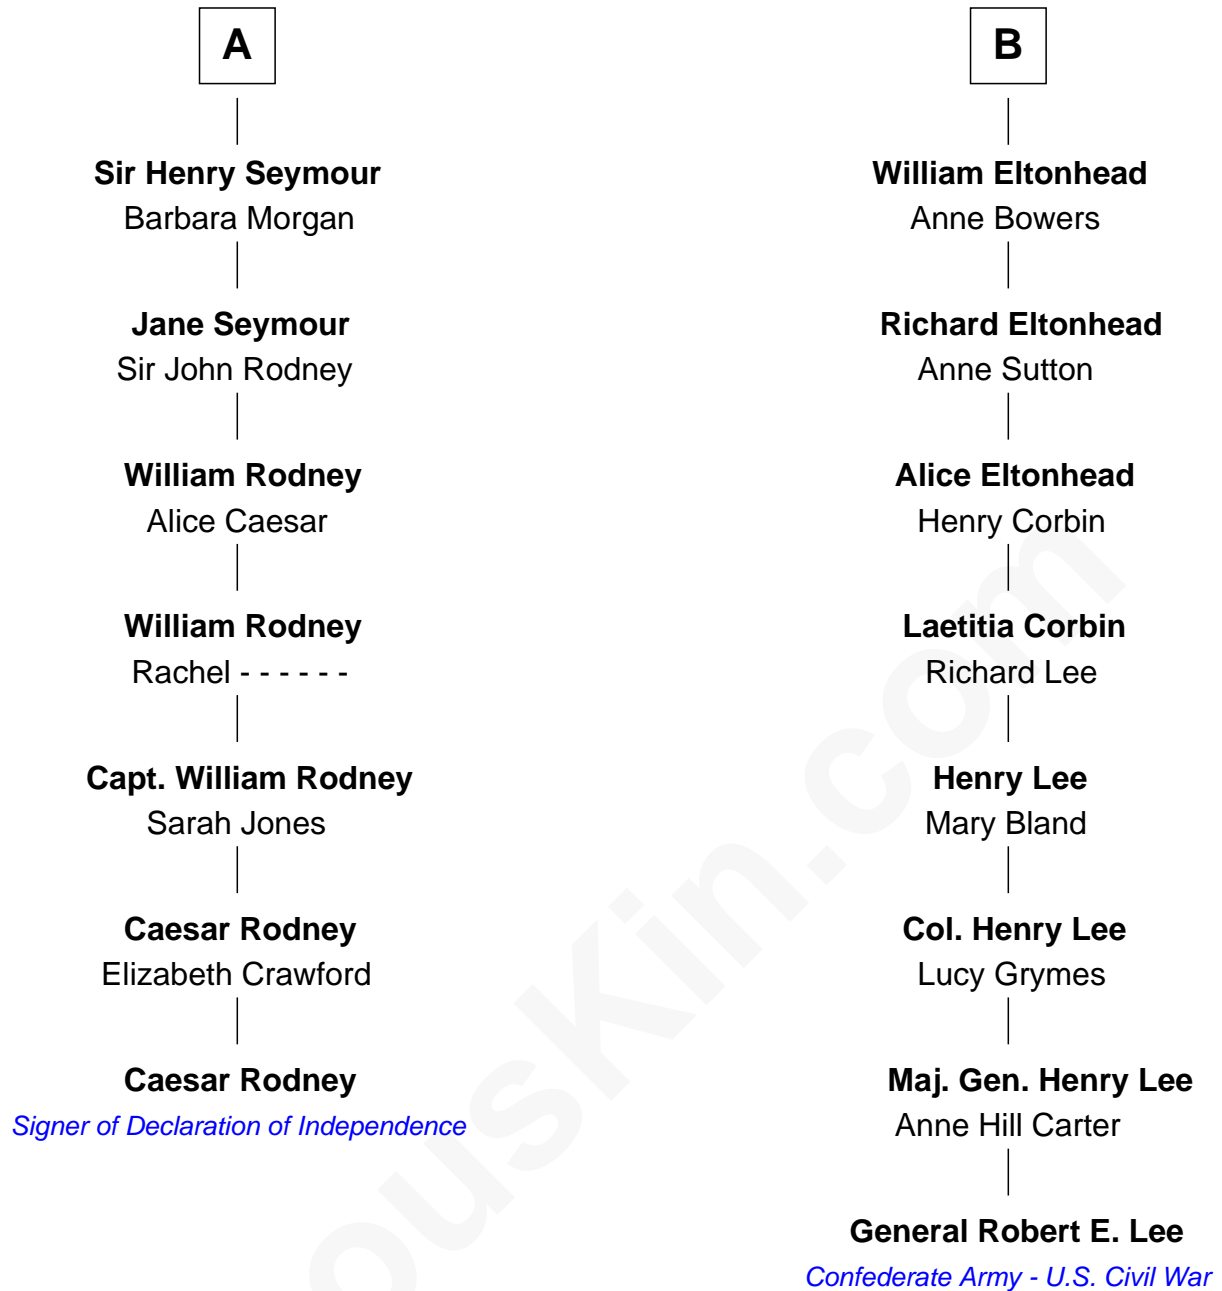 A
Sir Henry Seymour
Barbara Morgan
Jane Seymour
Sir John Rodney
William Rodney
Alice Caesar
William Rodney
Rachel - - - - - -
Capt. William Rodney
Sarah Jones
Caesar Rodney
Elizabeth Crawford
Caesar Rodney
Signer of Declaration of Independence
B
William Eltonhead
Anne Bowers
Richard Eltonhead
Anne Sutton
Alice Eltonhead
Henry Corbin
Laetitia Corbin
Richard Lee
Henry Lee
Mary Bland
Col. Henry Lee
Lucy Grymes
Maj. Gen. Henry Lee
Anne Hill Carter
General Robert E. Lee
Confederate Army - U.S. Civil War
ousKin.com